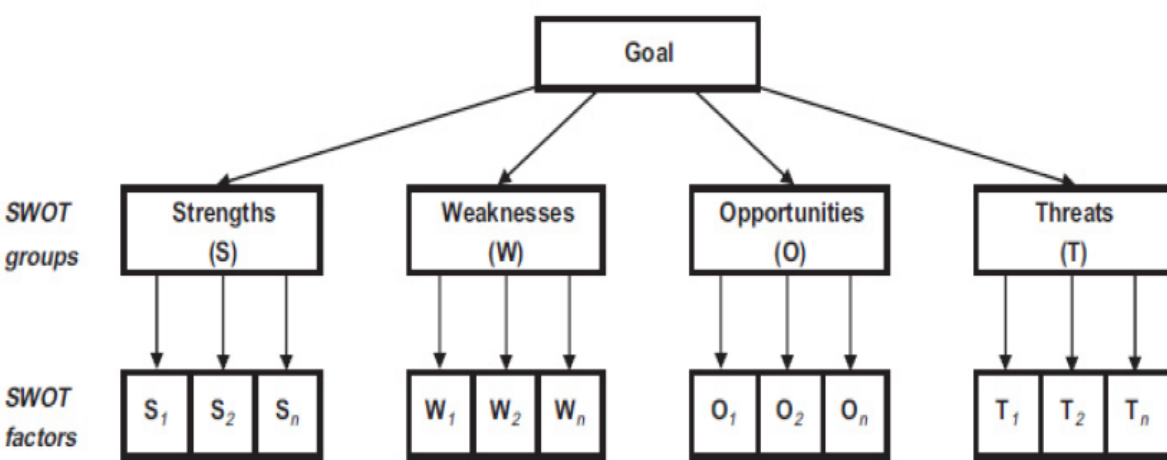 Goal
SWOT groups
Strengths (S)
Weaknesses (W)
Opportunities (O)
Threats (T)
SWOT factors
S1 S2 Sn
W1 W2 Wn
O1 O2 On
T1 T2 Tn